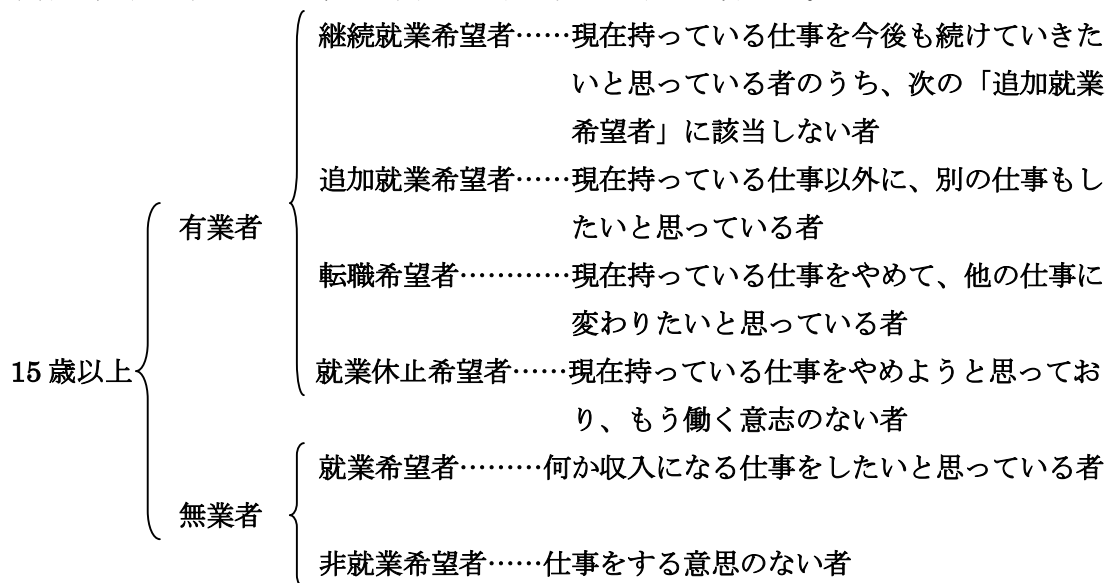 継続就業希望者……現在持っている仕事を今後も続けていきた
いと思っている者のうち、次の「追加就業
希望者」に該当しない者
追加就業希望者……現在持っている仕事以外に、別の仕事もし
有業者
たいと思っている者
転職希望者…………現在持っている仕事をやめて、他の仕事に
変わりたいと思っている者
15 歳以上
就業休止希望者……現在持っている仕事をやめようと思ってお
り、もう働く意志のない者
就業希望者………何か収入になる仕事をしたいと思っている者
無業者
非就業希望者……仕事をする意思のない者